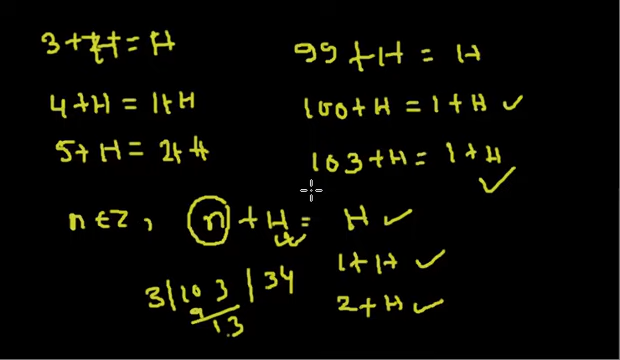 3 + H = H
4 + H = 1 + H
5 + H = 2 + H
99 + H = H
100 + H = 1 + H ✓
103 + H = 1 + H ✓
n ∈ Z, n + H = H ✓
1 + H ✓
2 + H ✓
3 | 103 | 34
9
13